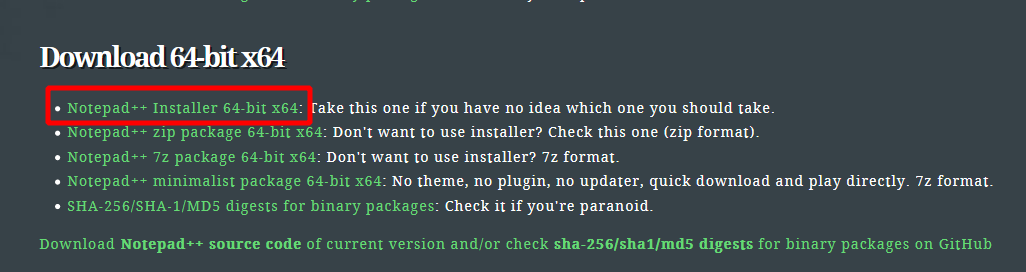 Download 64-bit x64
• Notepad++ Installer 64-bit x64: Take this one if you have no idea which one you should take.
• Notepad++ zip package 64-bit x64: Don't want to use installer? Check this one (zip format).
• Notepad++ 7z package 64-bit x64: Don't want to use installer? 7z format.
• Notepad++ minimalist package 64-bit x64: No theme, no plugin, no updater, quick download and play directly. 7z format.
• SHA-256/SHA-1/MD5 digests for binary packages: Check it if you're paranoid.
Download Notepad++ source code of current version and/or check sha-256/sha1/md5 digests for binary packages on GitHub